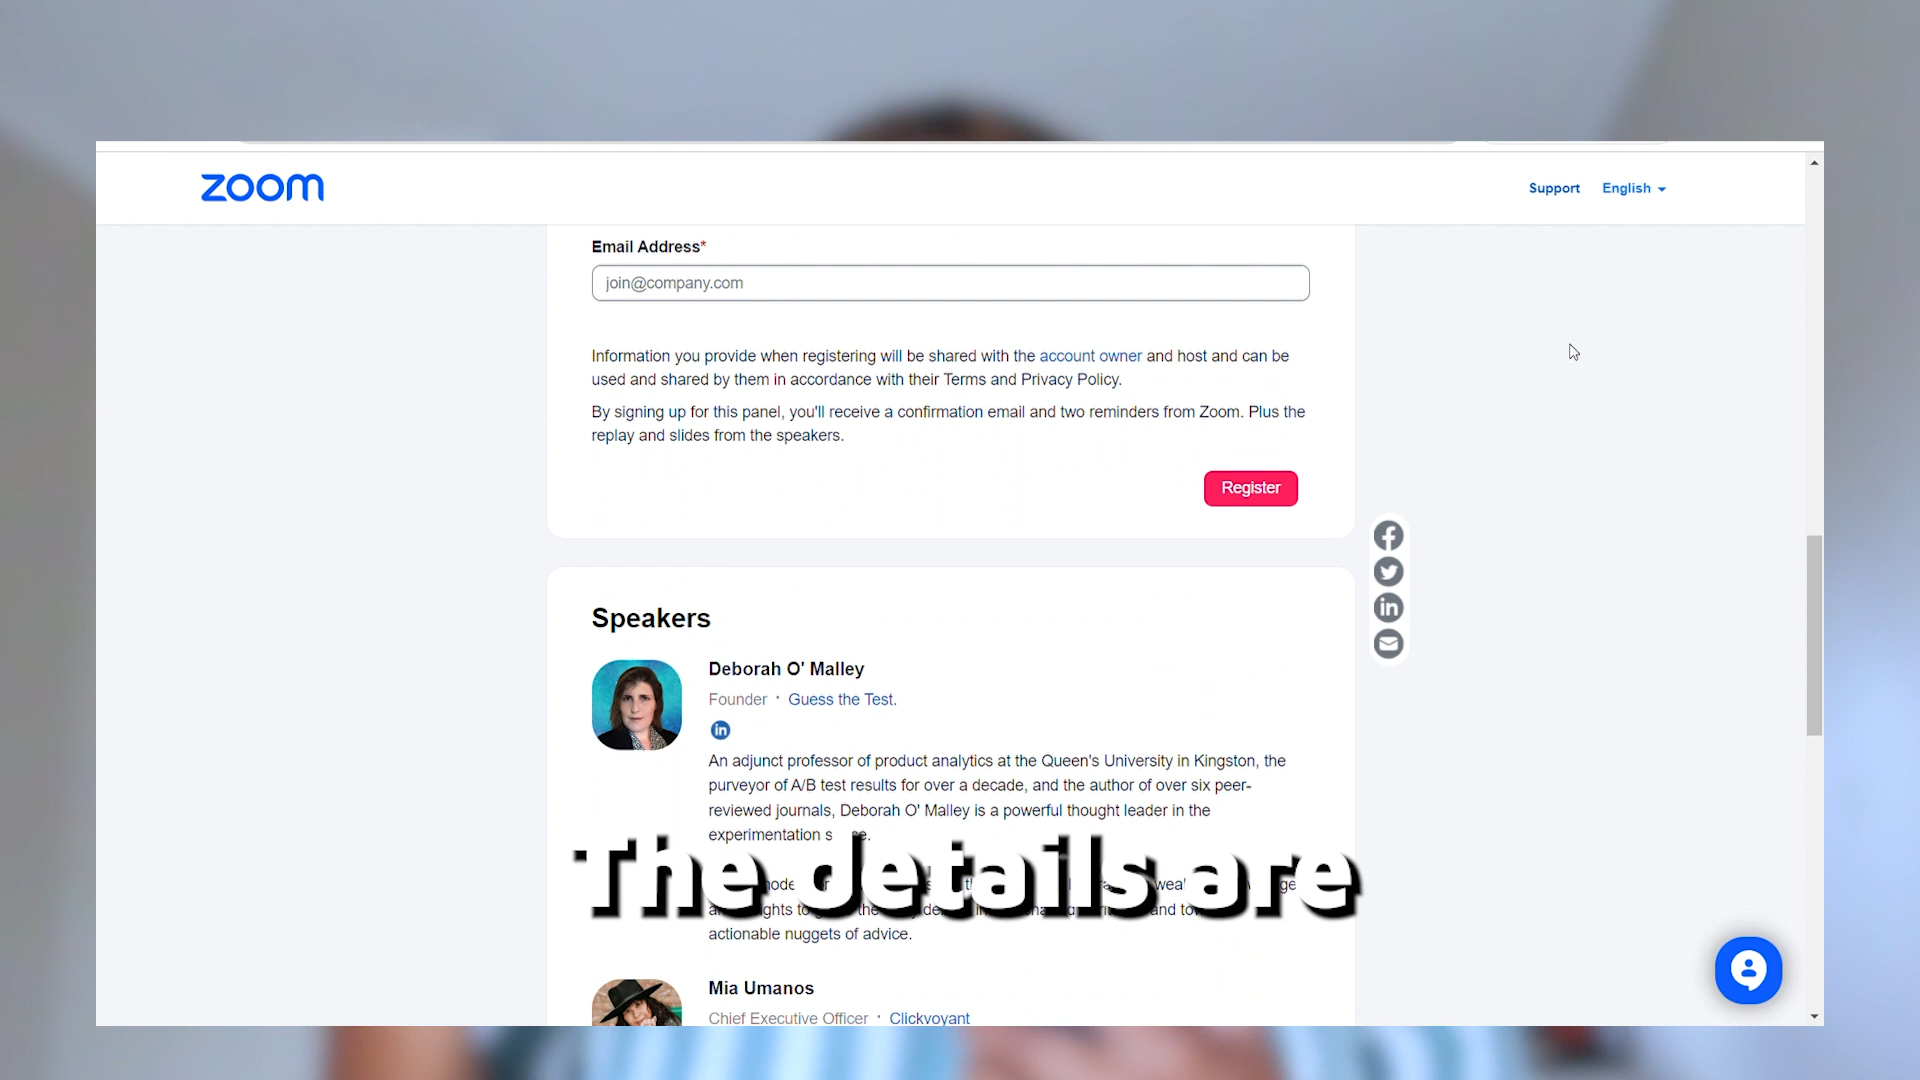 zoom
Support English
Email Address*
join@company.com
Information you provide when registering will be shared with the account owner and host and can be
used and shared by them in accordance with their Terms and Privacy Policy.
By signing up for this panel, you'll receive a confirmation email and two reminders from Zoom. Plus the
replay and slides from the speakers.
Register
Speakers
Deborah O' Malley
Founder · Guess the Test.
in
An adjunct professor of product analytics at the Queen's University in Kingston, the
purveyor of A/B test results for over a decade, and the author of over six peer-
reviewed journals, Deborah O' Malley is a powerful thought leader in the
experimentation
The details are
actionable nuggets of advice.
Mia Umanos
Chief Executive Officer · Clickvoyant